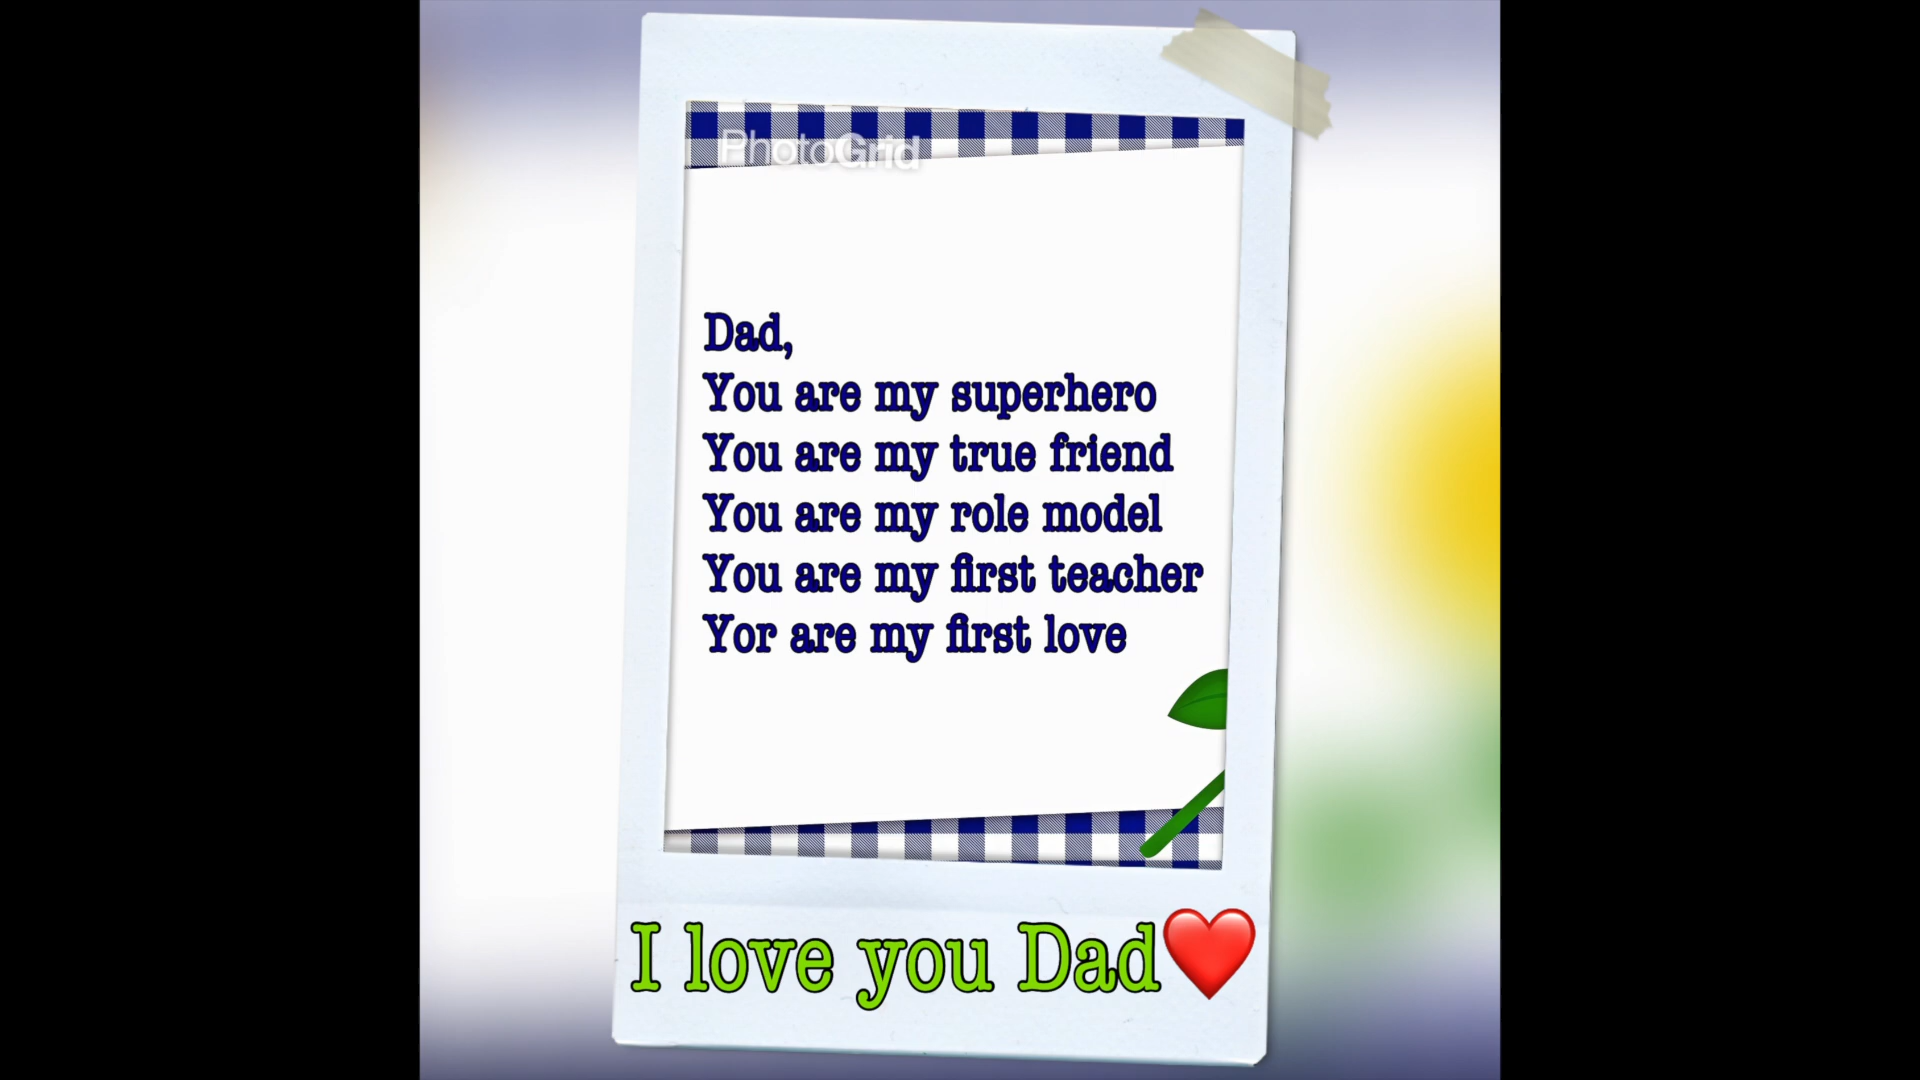 PhotoGrid
Dad,
You are my superhero
You are my true friend
You are my role model
You are my first teacher
Yor are my first love
I love you Dad❤️